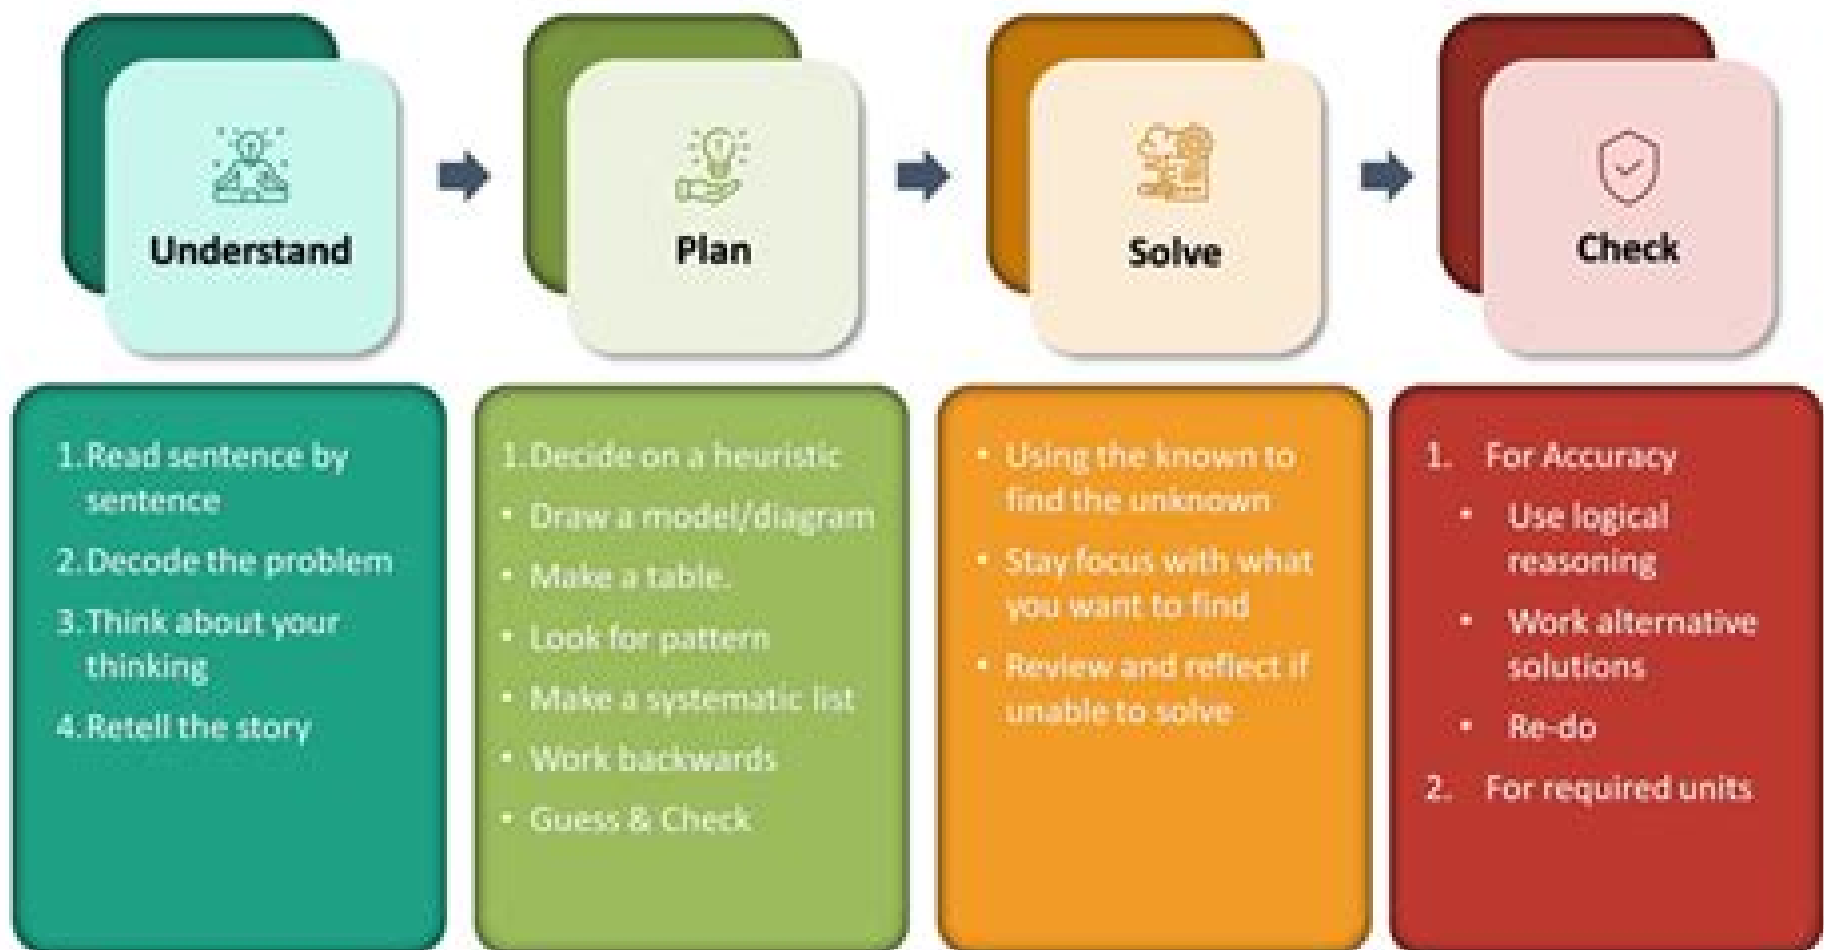 Understand
Plan
Solve
Check
1.Read sentence by
sentence
2.Decode the problem
3.Think about your
thinking
4.Retell the story
1.Decide on a heuristic
• Draw a model/diagram
• Make a table.
• Look for pattern
• Make a systematic list
• Work backwards
• Guess & Check
• Using the known to
find the unknown
• Stay focus with what
you want to find
• Review and reflect if
unable to solve
1. For Accuracy
• Use logical
reasoning
• Work alternative
solutions
• Re-do
2. For required units